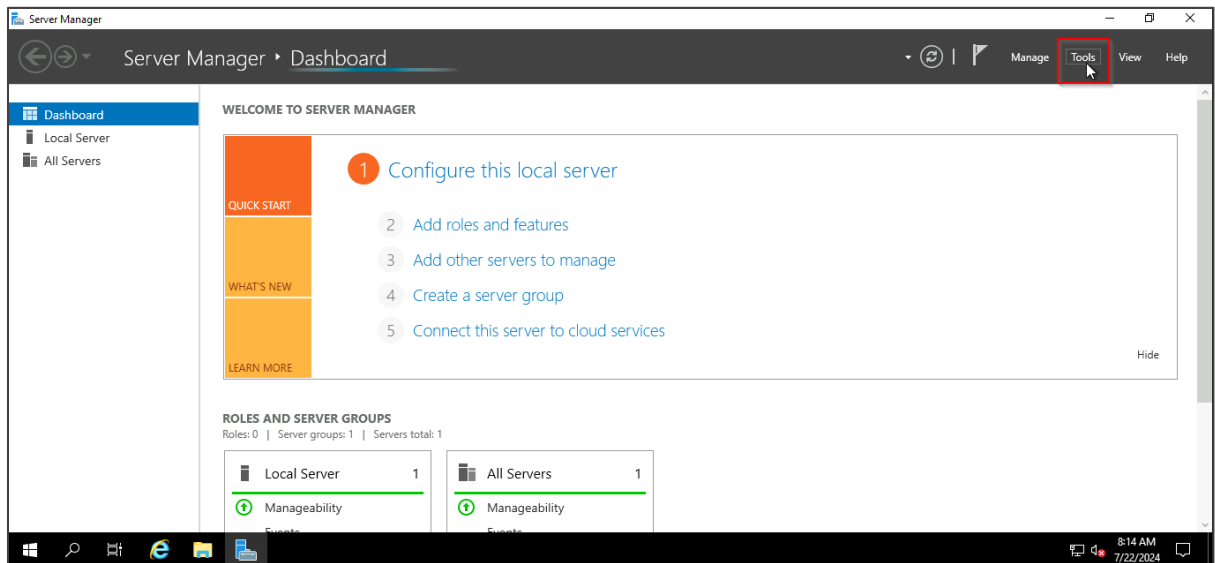 Server Manager
Server Manager ‣ Dashboard
Manage Tools View Help
Dashboard
Local Server
All Servers
WELCOME TO SERVER MANAGER
QUICK START
WHAT'S NEW
LEARN MORE
1 Configure this local server
2 Add roles and features
3 Add other servers to manage
4 Create a server group
5 Connect this server to cloud services
Hide
ROLES AND SERVER GROUPS
Roles: 0 | Server groups: 1 | Servers total: 1
Local Server 1
Manageability
Events
All Servers 1
Manageability
Events
8:14 AM
7/22/2024